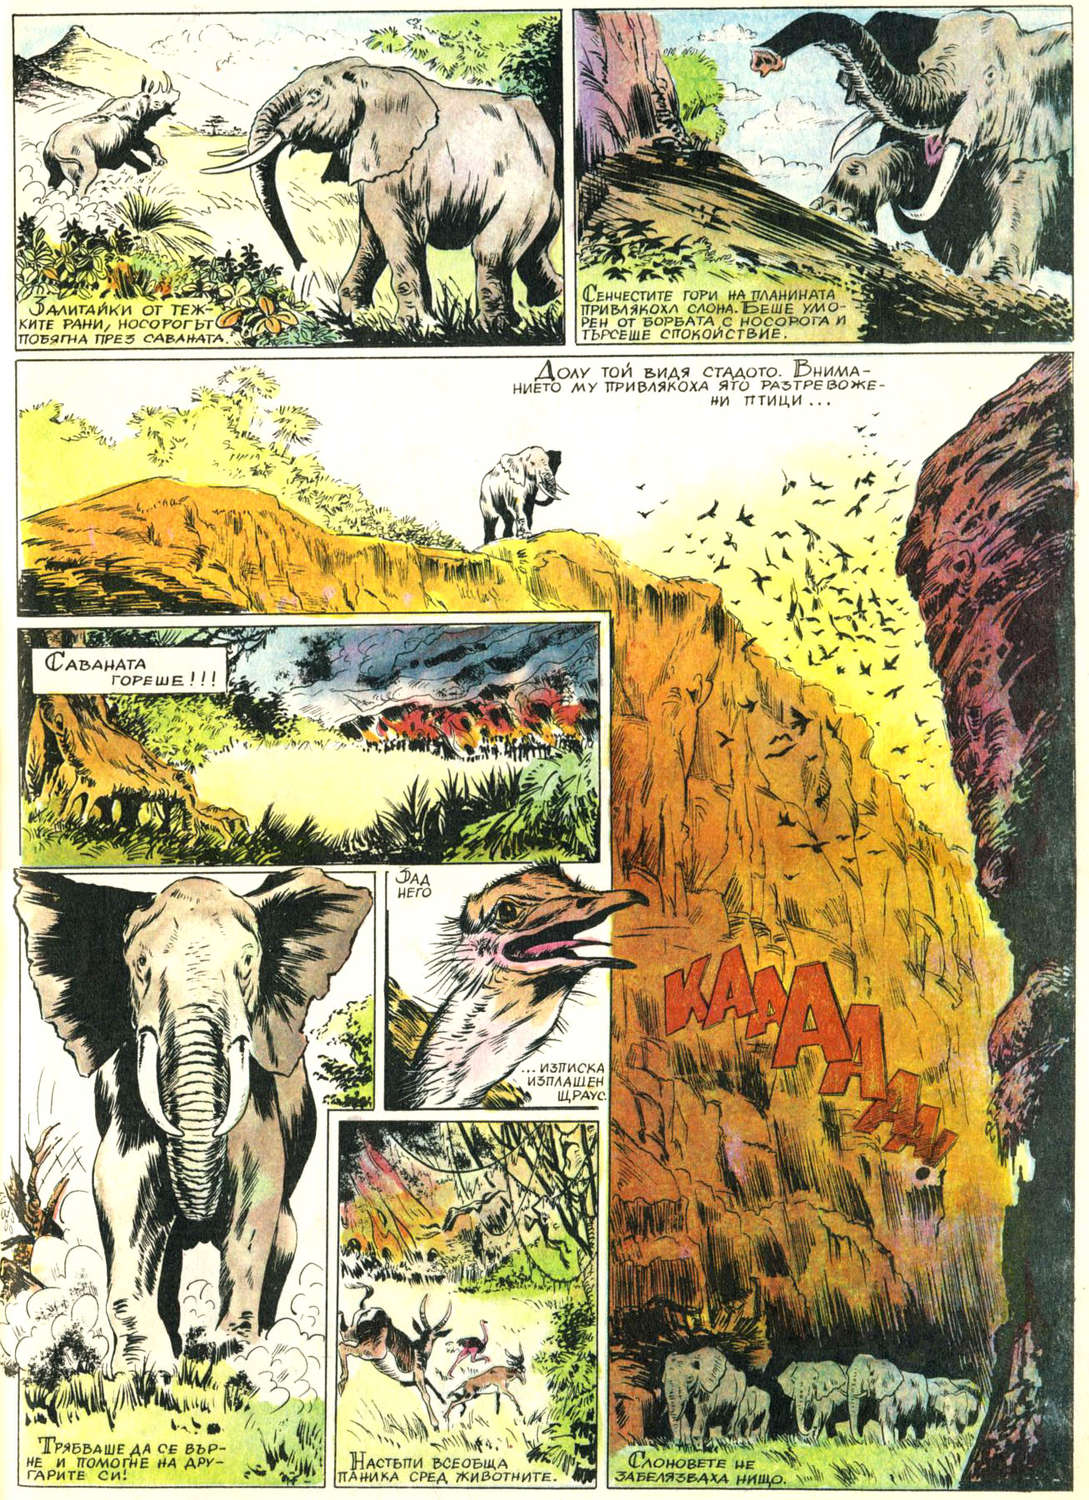 Залитайки от теж-
ките рани, носорогът
побягна през саваната.
Сенчестите гори на планината
привлякохл слона. Беше умо-
рен от борбата с носорога и
търсеше спокойствие.
Долу той видя стадото. Внима-
нието му привлякоха ято разтревоже-
ни птици...
Саваната
гореше!!!
Зад
него
...изписка
изплашен
щраус.
КАААААААА!
Трябваше да се вър-
не и помогне на дру-
гарите си!
Настъпи всеобща
паника сред животните.
Слоновете не
забелязваха нищо.